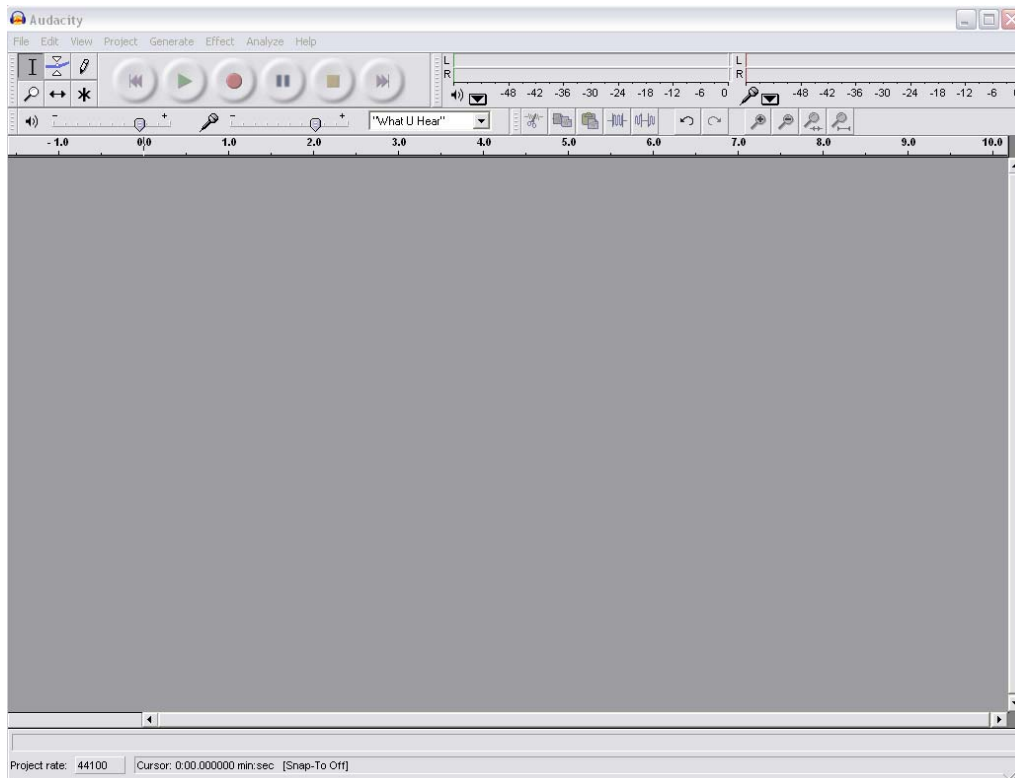 Audacity
File Edit View Project Generate Effect Analyze Help
L L
R R
-48 -42 -36 -30 -24 -18 -12 -6 0 -48 -42 -36 -30 -24 -18 -12 -6
- + - + "What U Hear"
- 1.0 0.0 1.0 2.0 3.0 4.0 5.0 6.0 7.0 8.0 9.0 10.0
Project rate: 44100 Cursor: 0:00.000000 min:sec [Snap-To Off]